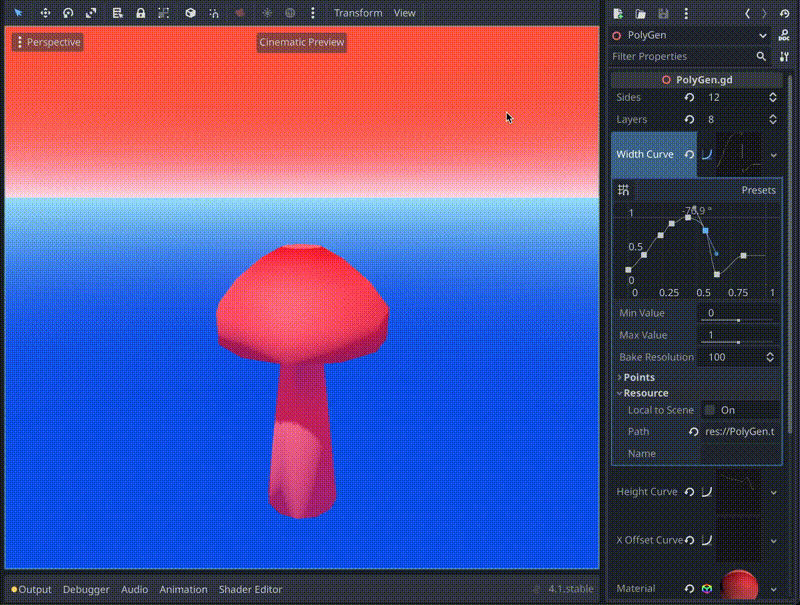 Transform View
Perspective
Cinematic Preview
PolyGen
DOC
Filter Properties
PolyGen.gd
Sides 12
Layers 8
Width Curve
Presets
1
0.5
0
0 0.25 0.5 0.75 1
Min Value 0
Max Value 1
Bake Resolution 100
Points
Resource
Local to Scene On
Path res://PolyGen.t
Name
Height Curve
X Offset Curve
Material
Output Debugger Audio Animation Shader Editor 4.1.stable